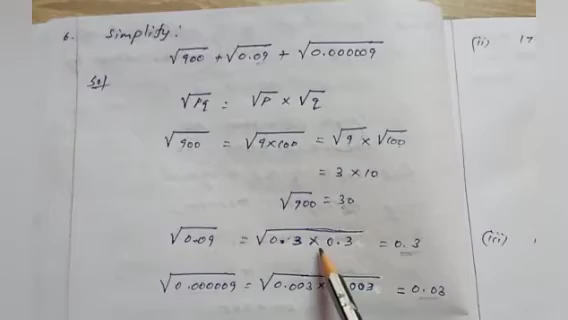 6. Simplify:
√900 + √0.09 + √0.000009
Sol
√pq = √p × √q
√900 = √9×100 = √9 × √100
= 3 × 10
√900 = 30
√0.09 = √0.3 × 0.3 = 0.3
√0.000009 = √0.003 × .003 = 0.03
(ii) 17
(iii)